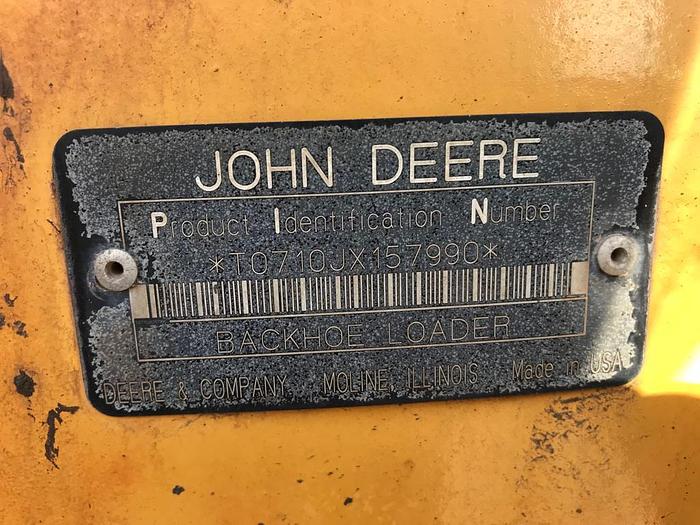 JOHN DEERE
Product Identification Number
*T0710JX157990*
BACKHOE LOADER
DEERE & COMPANY MOLINE, ILLINOIS Made in USA